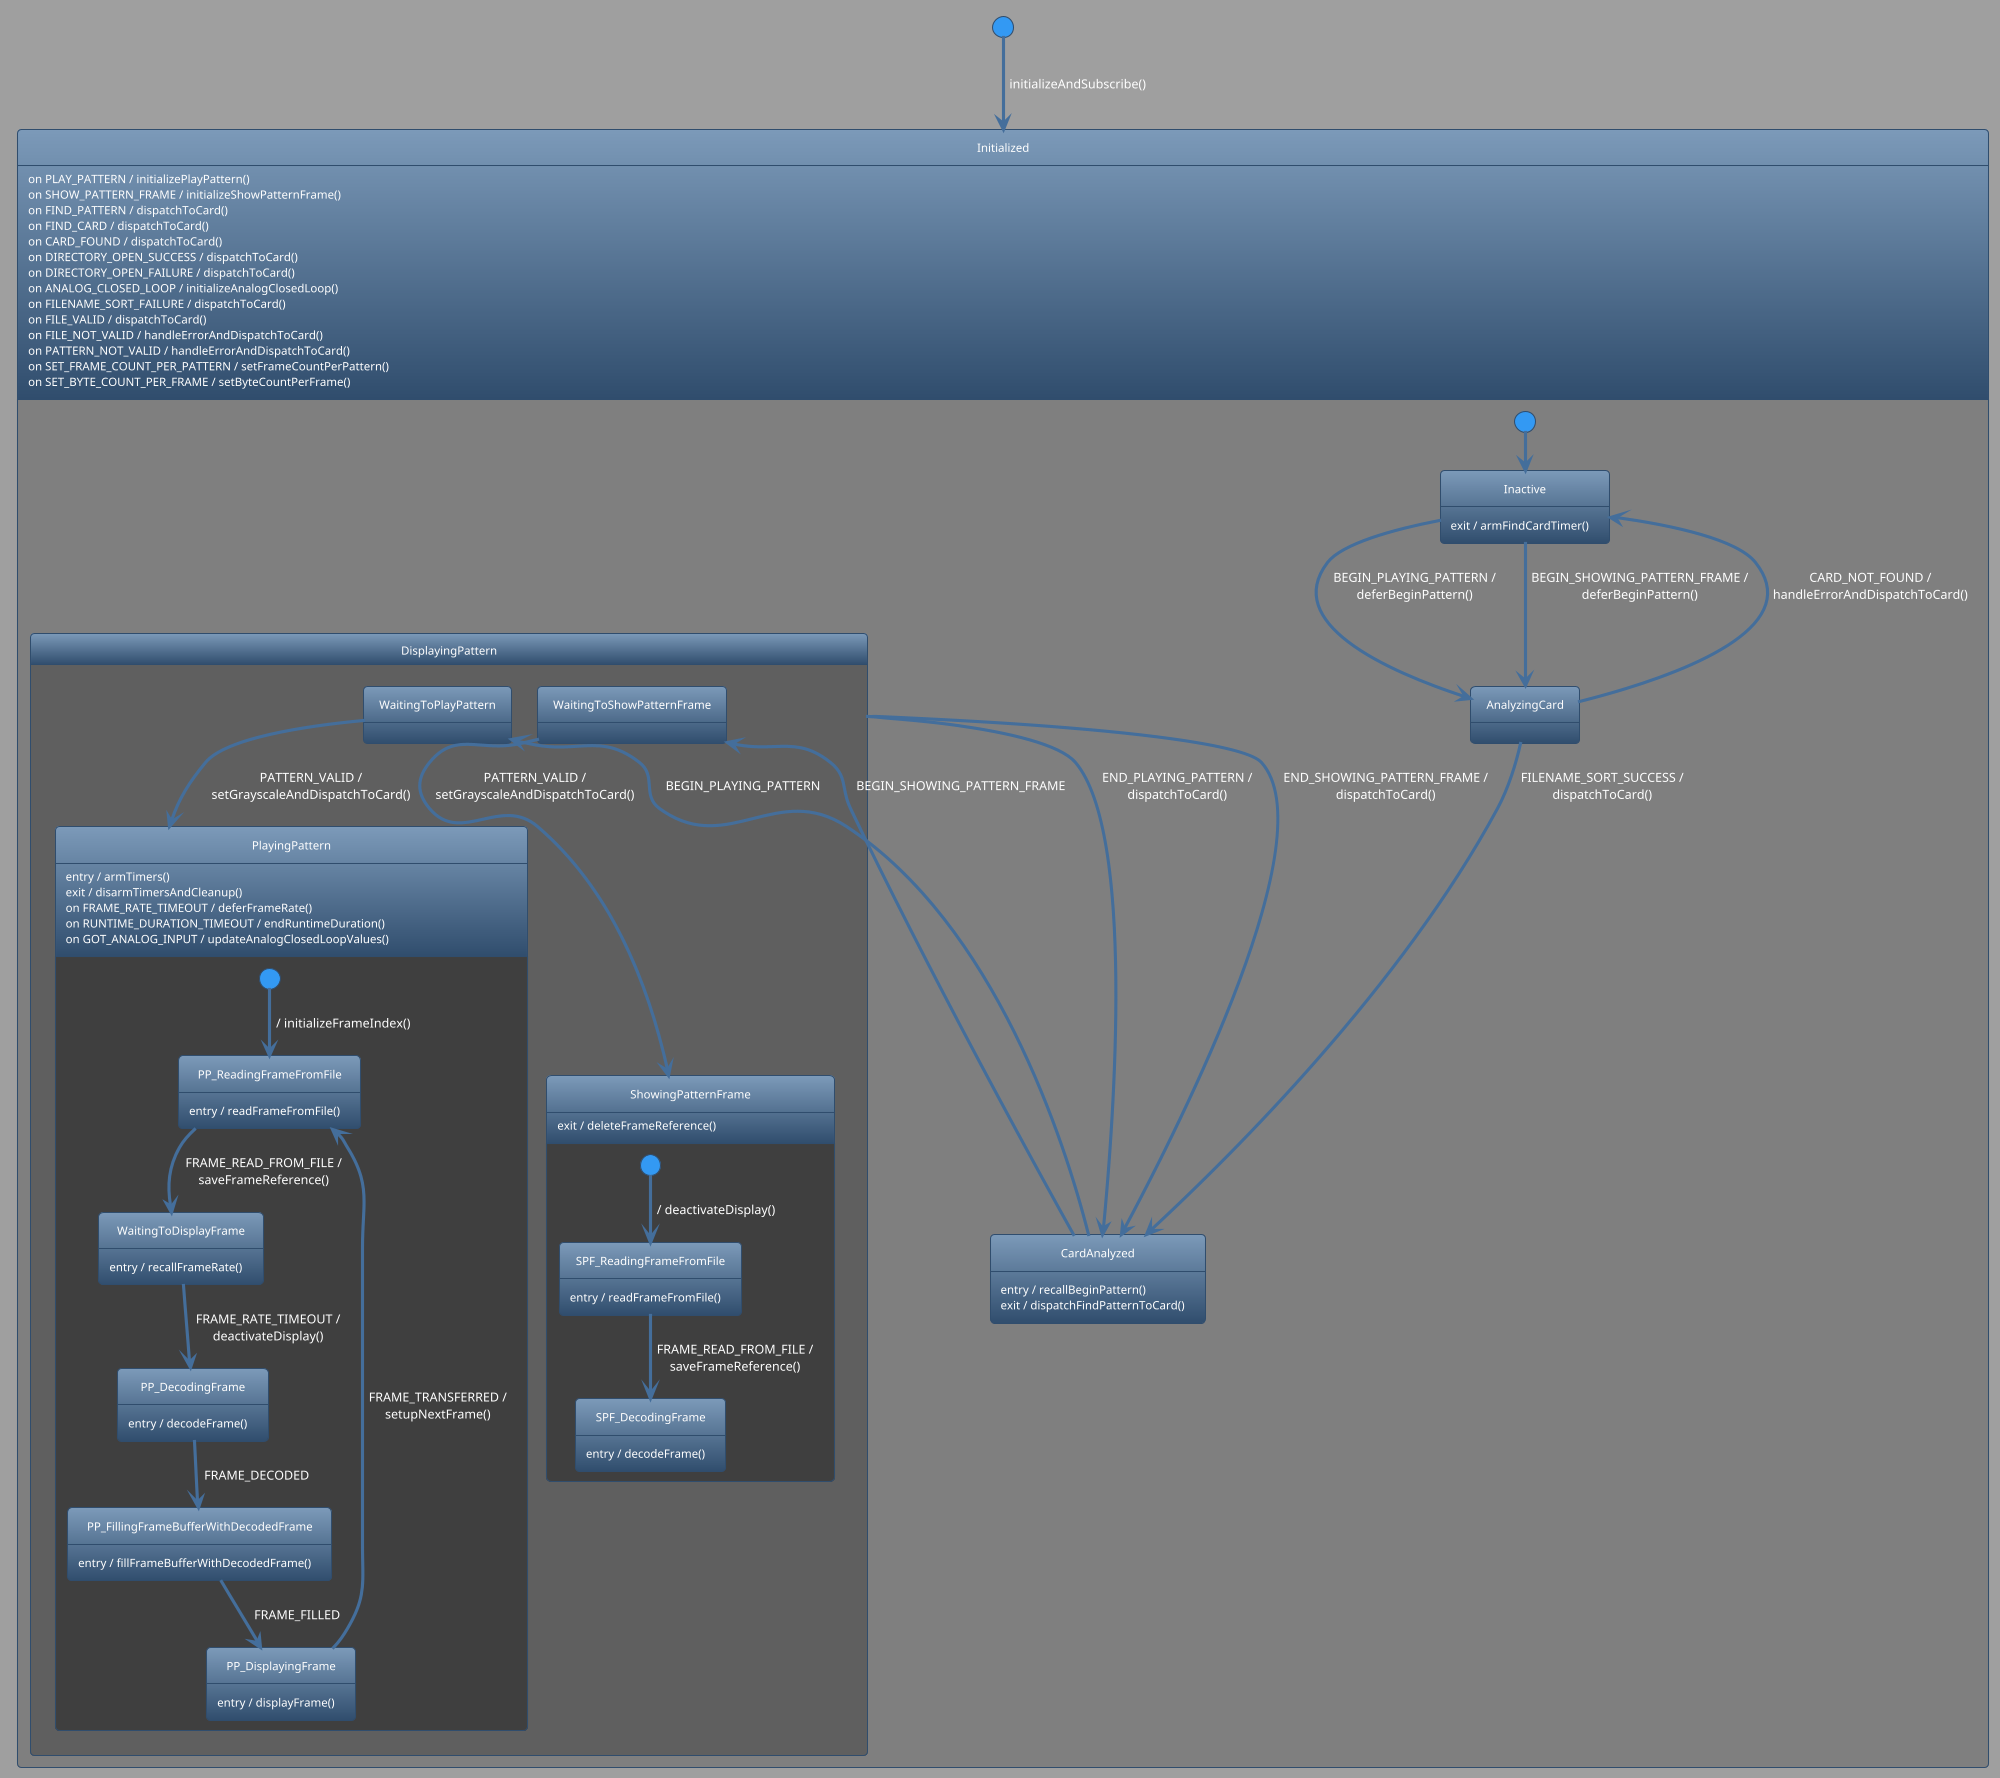 initializeAndSubscribe()
Initialized
on PLAY_PATTERN / initializePlayPattern()
on SHOW_PATTERN_FRAME / initializeShowPatternFrame()
on FIND_PATTERN / dispatchToCard()
on FIND_CARD / dispatchToCard()
on CARD_FOUND / dispatchToCard()
on DIRECTORY_OPEN_SUCCESS / dispatchToCard()
on DIRECTORY_OPEN_FAILURE / dispatchToCard()
on ANALOG_CLOSED_LOOP / initializeAnalogClosedLoop()
on FILENAME_SORT_FAILURE / dispatchToCard()
on FILE_VALID / dispatchToCard()
on FILE_NOT_VALID / handleErrorAndDispatchToCard()
on PATTERN_NOT_VALID / handleErrorAndDispatchToCard()
on SET_FRAME_COUNT_PER_PATTERN / setFrameCountPerPattern()
on SET_BYTE_COUNT_PER_FRAME / setByteCountPerFrame()
Inactive
exit / armFindCardTimer()
BEGIN_PLAYING_PATTERN /
deferBeginPattern()
BEGIN_SHOWING_PATTERN_FRAME /
deferBeginPattern()
CARD_NOT_FOUND /
handleErrorAndDispatchToCard()
DisplayingPattern
WaitingToPlayPattern
WaitingToShowPatternFrame
AnalyzingCard
PATTERN_VALID /
setGrayscaleAndDispatchToCard()
PATTERN_VALID /
setGrayscaleAndDispatchToCard()
BEGIN_PLAYING_PATTERN
BEGIN_SHOWING_PATTERN_FRAME
END_PLAYING_PATTERN /
dispatchToCard()
END_SHOWING_PATTERN_FRAME /
dispatchToCard()
FILENAME_SORT_SUCCESS /
dispatchToCard()
PlayingPattern
entry / armTimers()
exit / disarmTimersAndCleanup()
on FRAME_RATE_TIMEOUT / deferFrameRate()
on RUNTIME_DURATION_TIMEOUT / endRuntimeDuration()
on GOT_ANALOG_INPUT / updateAnalogClosedLoopValues()
/ initializeFrameIndex()
PP_ReadingFrameFromFile
entry / readFrameFromFile()
FRAME_READ_FROM_FILE /
saveFrameReference()
WaitingToDisplayFrame
entry / recallFrameRate()
FRAME_RATE_TIMEOUT /
deactivateDisplay()
PP_DecodingFrame
entry / decodeFrame()
FRAME_TRANSFERRED /
setupNextFrame()
FRAME_DECODED
PP_FillingFrameBufferWithDecodedFrame
entry / fillFrameBufferWithDecodedFrame()
FRAME_FILLED
PP_DisplayingFrame
entry / displayFrame()
ShowingPatternFrame
exit / deleteFrameReference()
/ deactivateDisplay()
SPF_ReadingFrameFromFile
entry / readFrameFromFile()
FRAME_READ_FROM_FILE /
saveFrameReference()
SPF_DecodingFrame
entry / decodeFrame()
CardAnalyzed
entry / recallBeginPattern()
exit / dispatchFindPatternToCard()